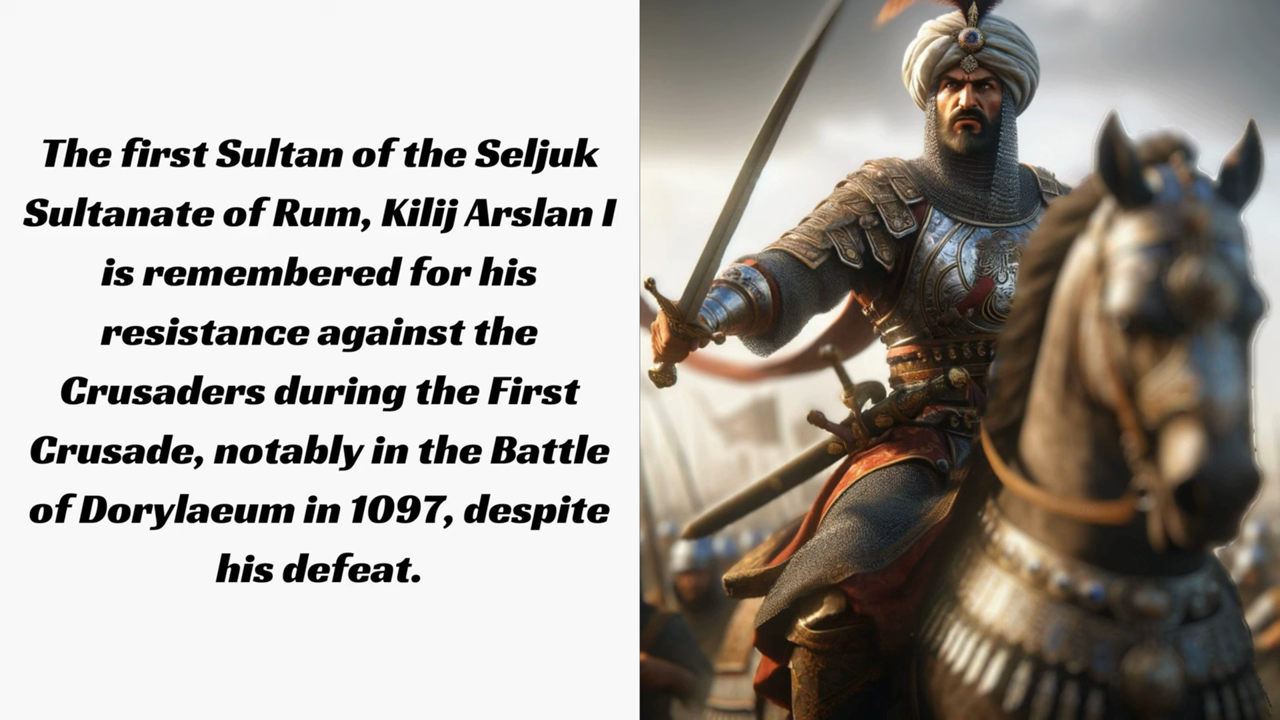 The first Sultan of the Seljuk
Sultanate of Rum, Kilij Arslan I
is remembered for his
resistance against the
Crusaders during the First
Crusade, notably in the Battle
of Dorylaeum in 1097, despite
his defeat.